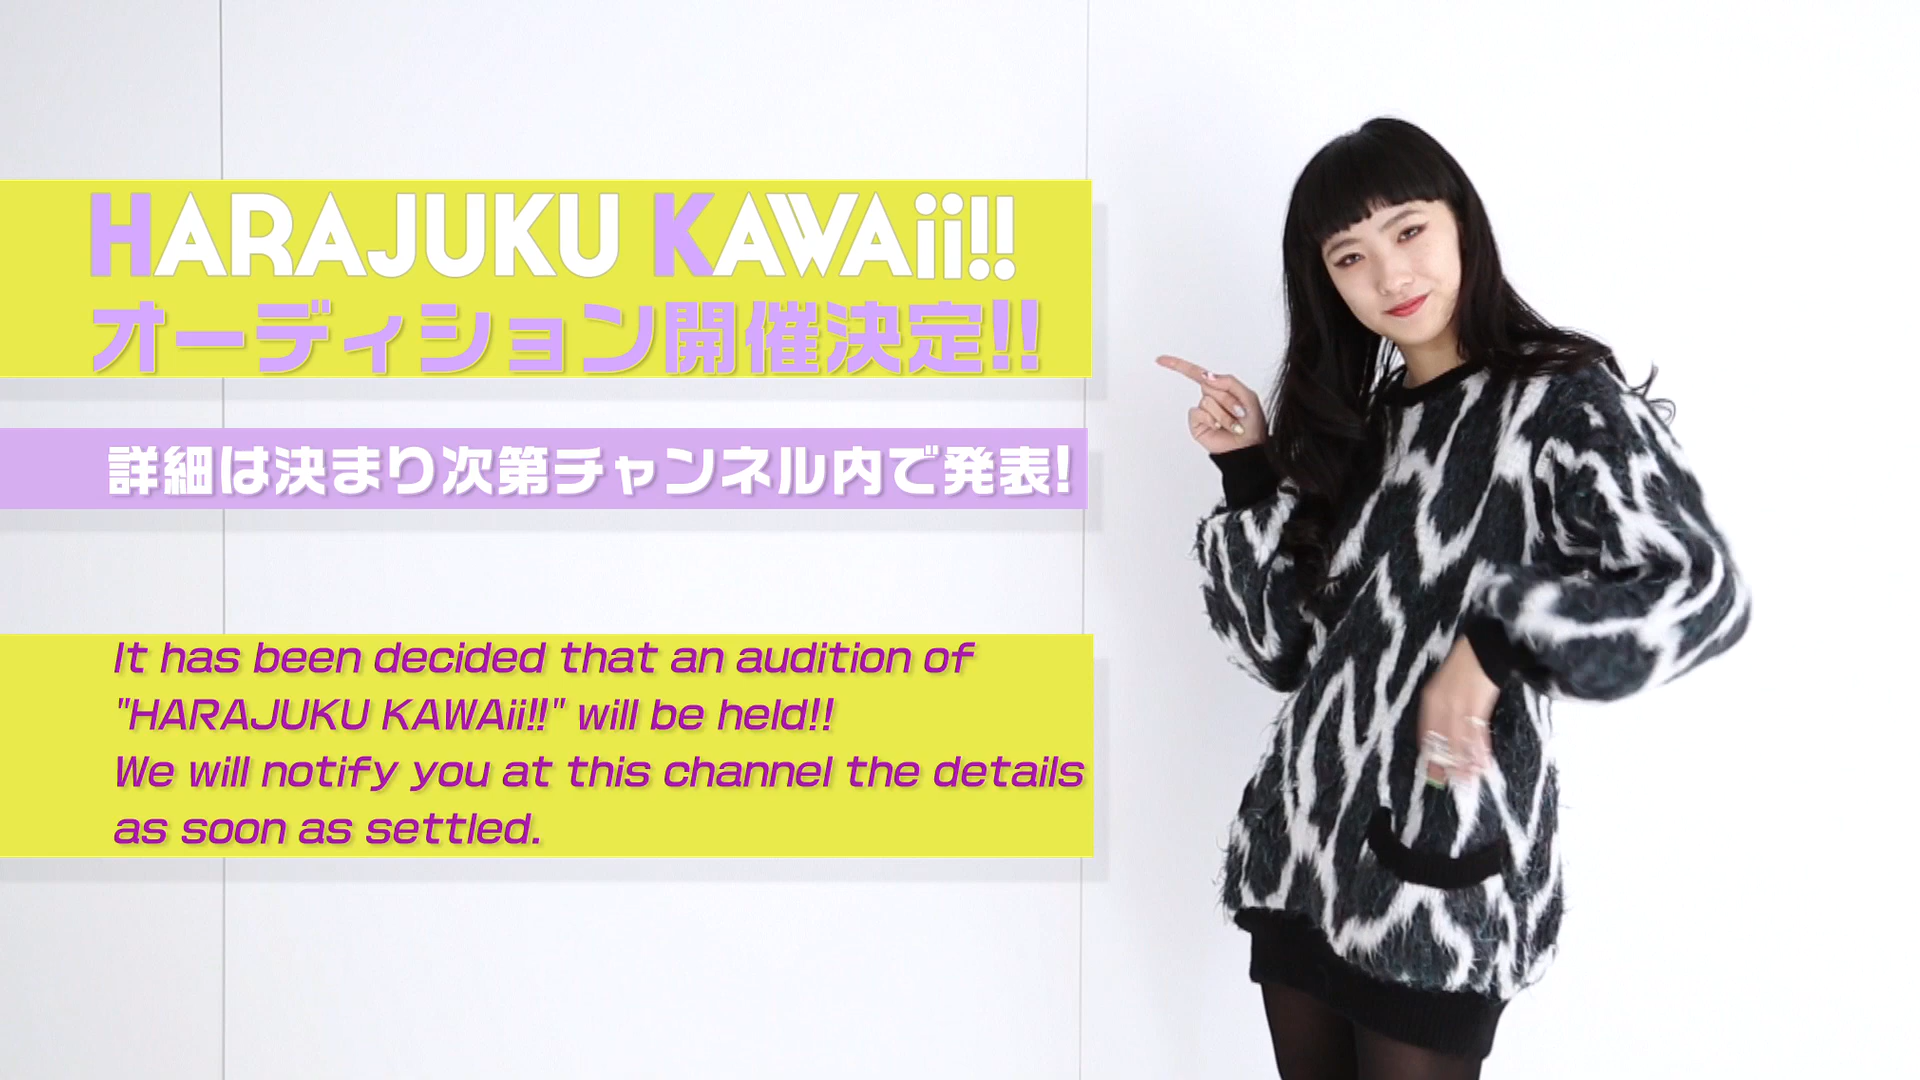 HARAJUKU KAWAii!!
オーディション開催決定!!
詳細は決まり次第チャンネル内で発表!
It has been decided that an audition of
"HARAJUKU KAWAii!!" will be held!!
We will notify you at this channel the details
as soon as settled.